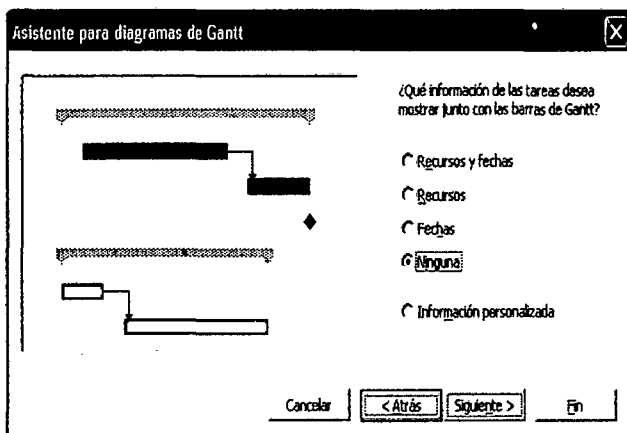 Asistente para diagramas de Gantt
¿Qué información de las tareas desea
mostrar junto con las barras de Gantt?
Recursos y fechas
Recursos
Fechas
Ninguna
Información personalizada
Cancelar
< Atrás
Siguiente >
Fin